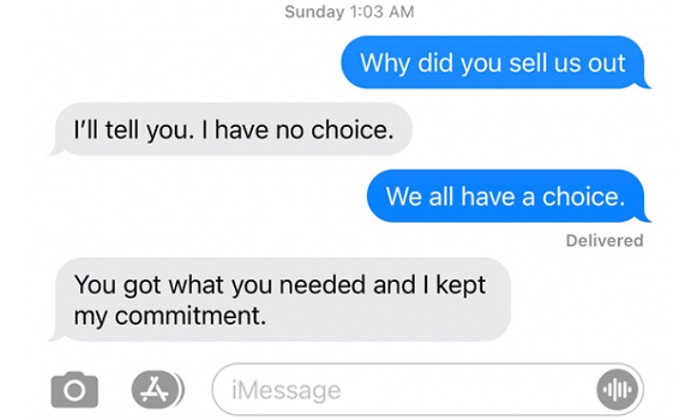 Sunday 1:03 AM
Why did you sell us out
I'll tell you. I have no choice.
We all have a choice.
Delivered
You got what you needed and I kept
my commitment.
iMessage